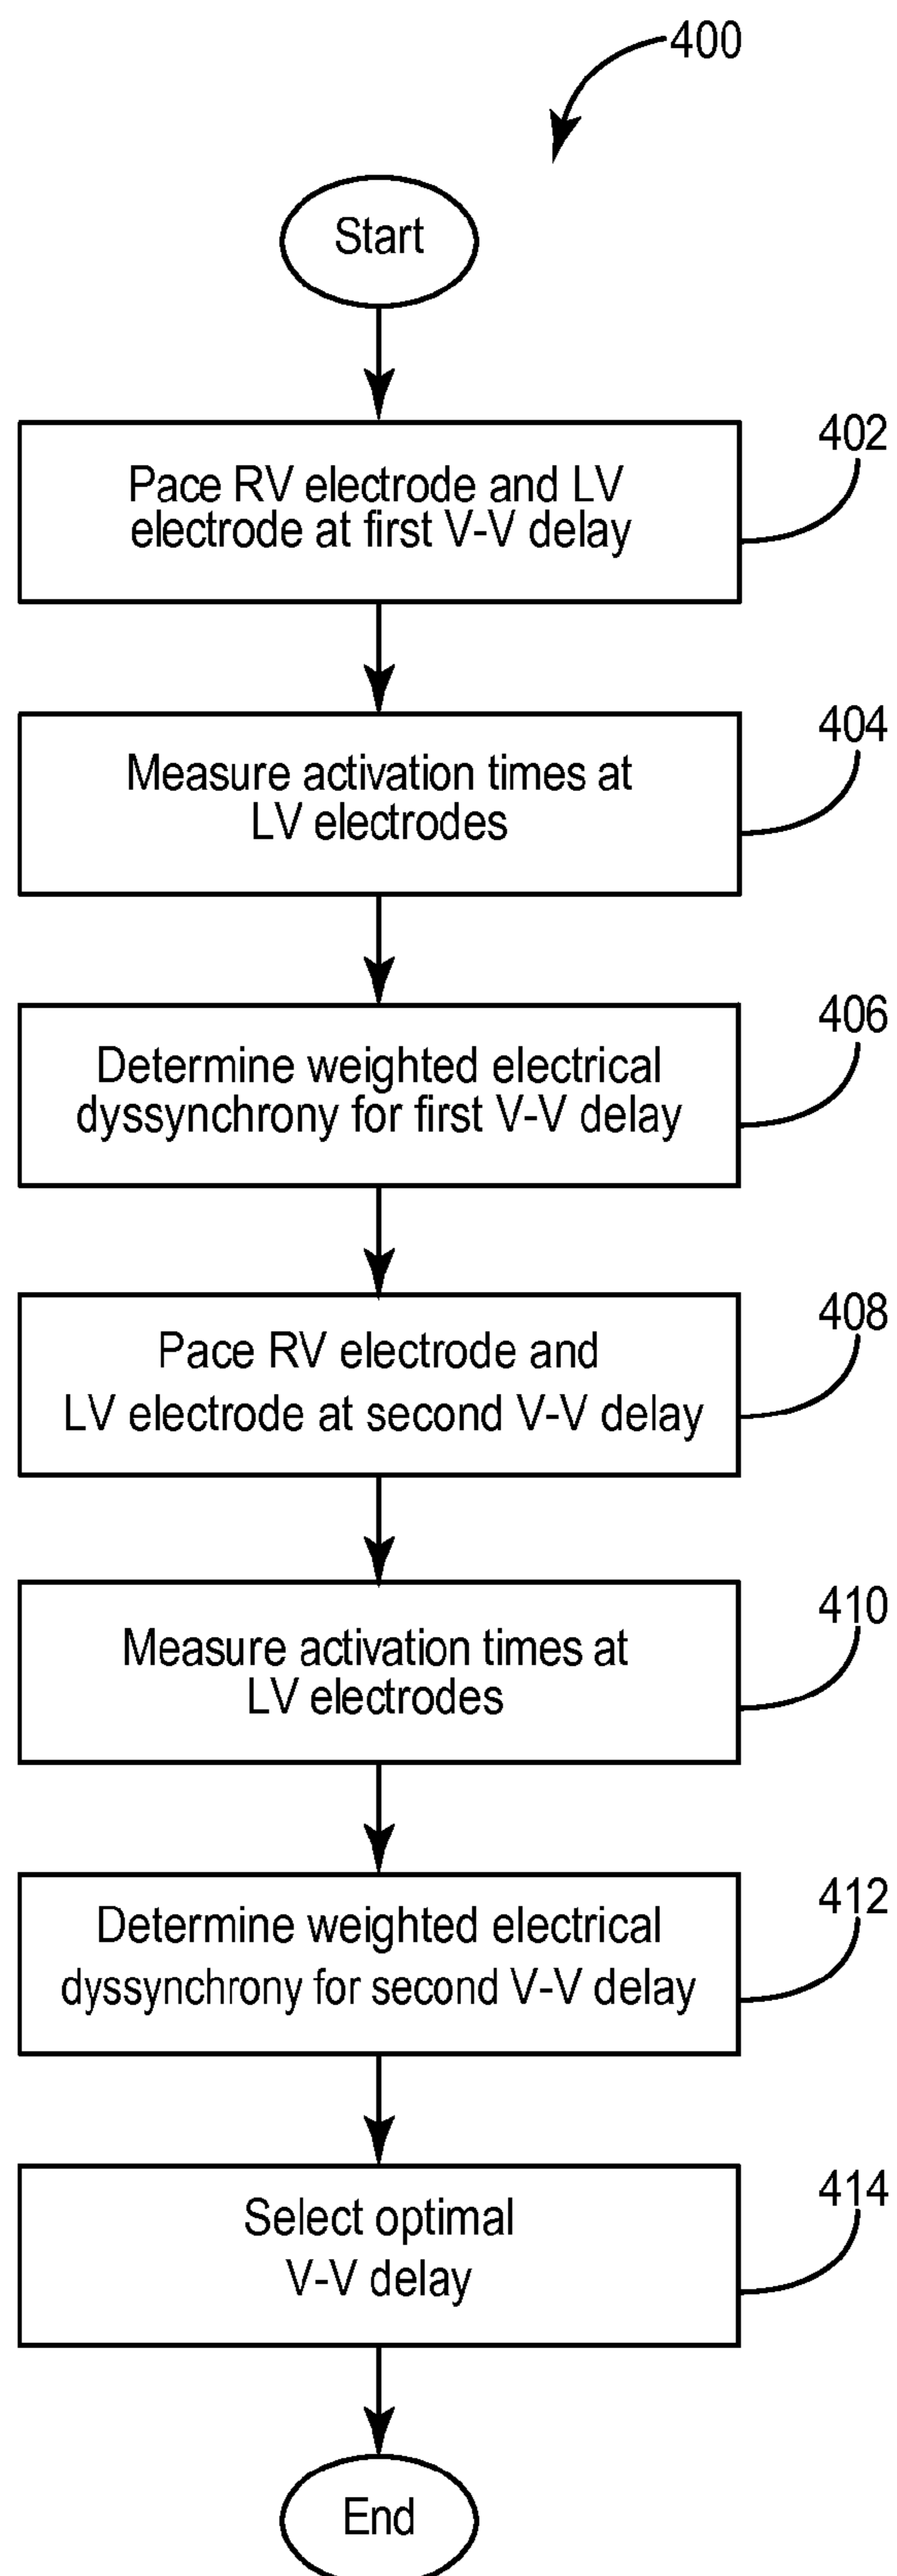 400
Start
402
Pace RV electrode and LV
electrode at first V-V delay
404
Measure activation times at
LV electrodes
406
Determine weighted electrical
dyssynchrony for first V-V delay
408
Pace RV electrode and
LV electrode at second V-V delay
410
Measure activation times at
LV electrodes
412
Determine weighted electrical
dyssynchrony for second V-V delay
414
Select optimal
V-V delay
End